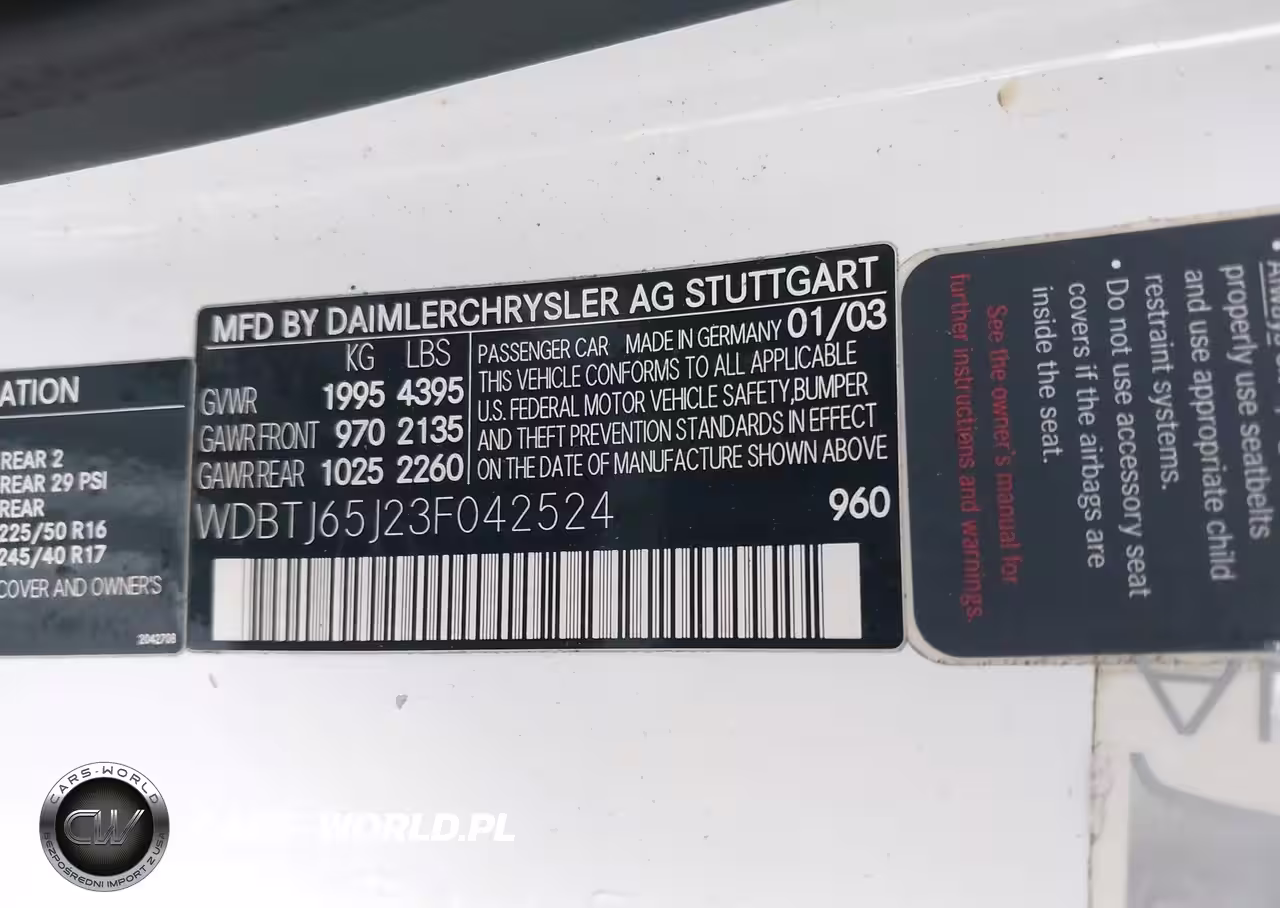 ATION
REAR 2
REAR 29 PSI
REAR
225/50 R16
245/40 R17
COVER AND OWNER'S
2042708
MFD BY DAIMLERCHRYSLER AG STUTTGART
KG LBS
GVWR 1995 4395
GAWR FRONT 970 2135
GAWR REAR 1025 2260
PASSENGER CAR MADE IN GERMANY 01/03
THIS VEHICLE CONFORMS TO ALL APPLICABLE
U.S. FEDERAL MOTOR VEHICLE SAFETY, BUMPER
AND THEFT PREVENTION STANDARDS IN EFFECT
ON THE DATE OF MANUFACTURE SHOWN ABOVE
WDBTJ65J23F042524 960
properly use seatbelts
and use appropriate child
restraint systems.
• Do not use accessory seat
covers if the airbags are
inside the seat.
See the owner's manual for
further instructions and warnings.
CARS-WORLD
CW
BEZPOŚREDNI IMPORT Z USA
-WORLD.PL